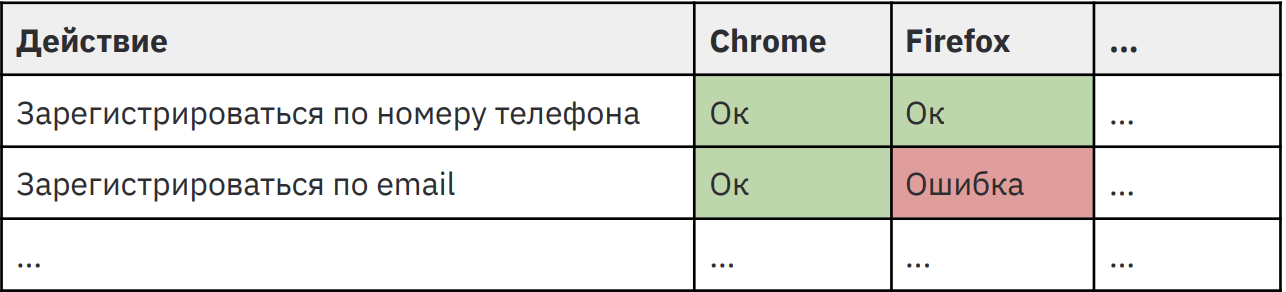 Действие Chrome Firefox ...
Зарегистрироваться по номеру телефона Ок Ок ...
Зарегистрироваться по email Ок Ошибка ...
... ... ... ...